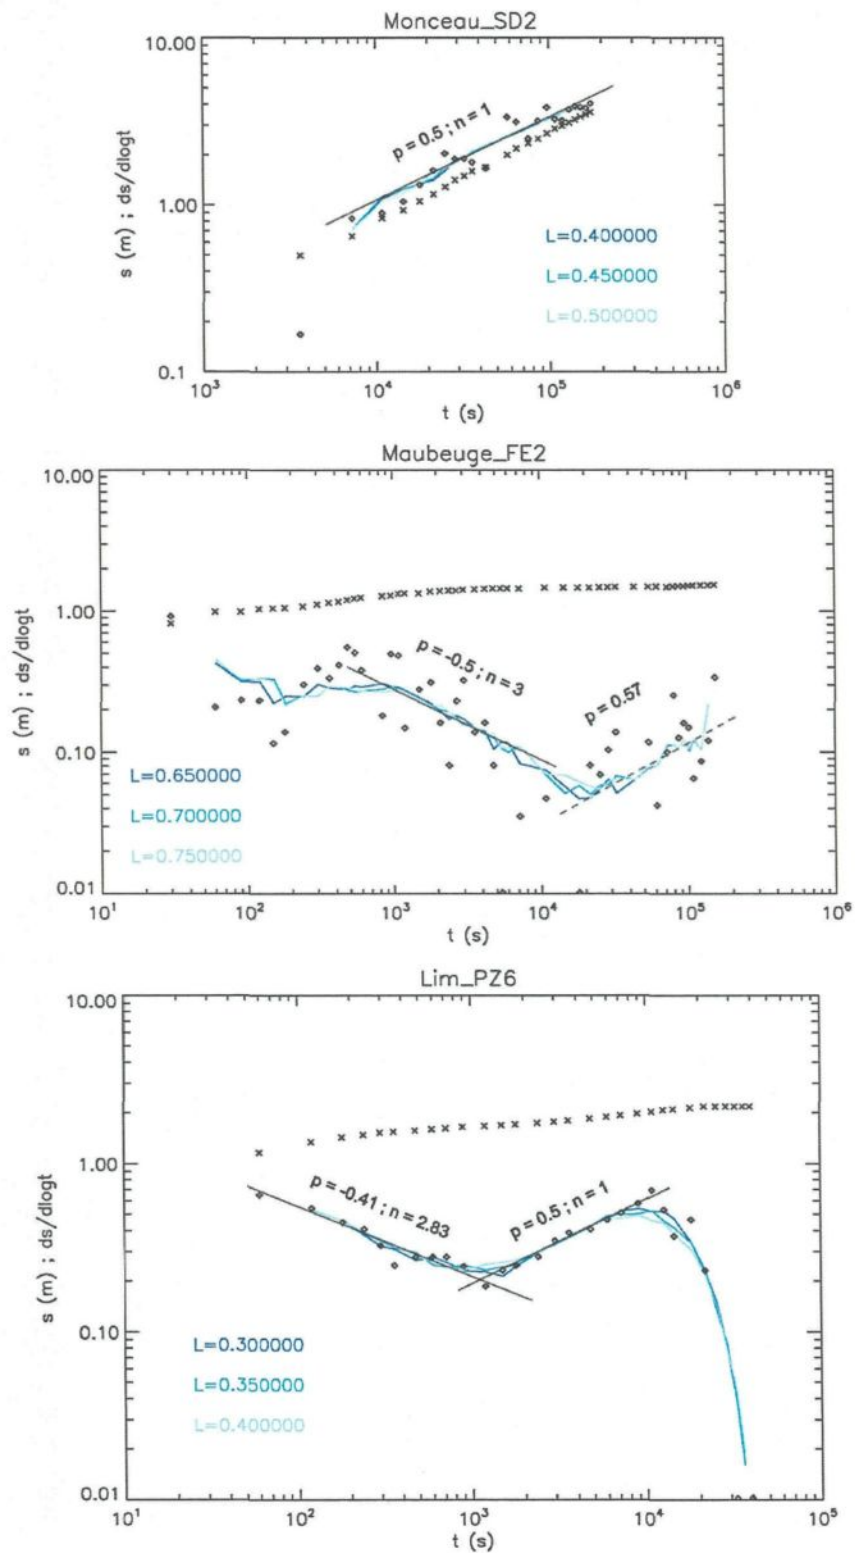 Monceau_SD2
10.00
1.00
0.1
s (m) ; ds/dlogt
p = 0.5 ; n = 1
L=0.400000
L=0.450000
L=0.500000
10³ 10⁴ 10⁵ 10⁶
t (s)
Maubeuge_FE2
10.00
1.00
0.10
0.01
s (m) ; ds/dlogt
p = -0.5 ; n = 3
p = 0.57
L=0.650000
L=0.700000
L=0.750000
10¹ 10² 10³ 10⁴ 10⁵ 10⁶
t (s)
Lim_PZ6
10.00
1.00
0.10
0.01
s (m) ; ds/dlogt
p = -0.41 ; n = 2.83
p = 0.5 ; n = 1
L=0.300000
L=0.350000
L=0.400000
10¹ 10² 10³ 10⁴ 10⁵
t (s)